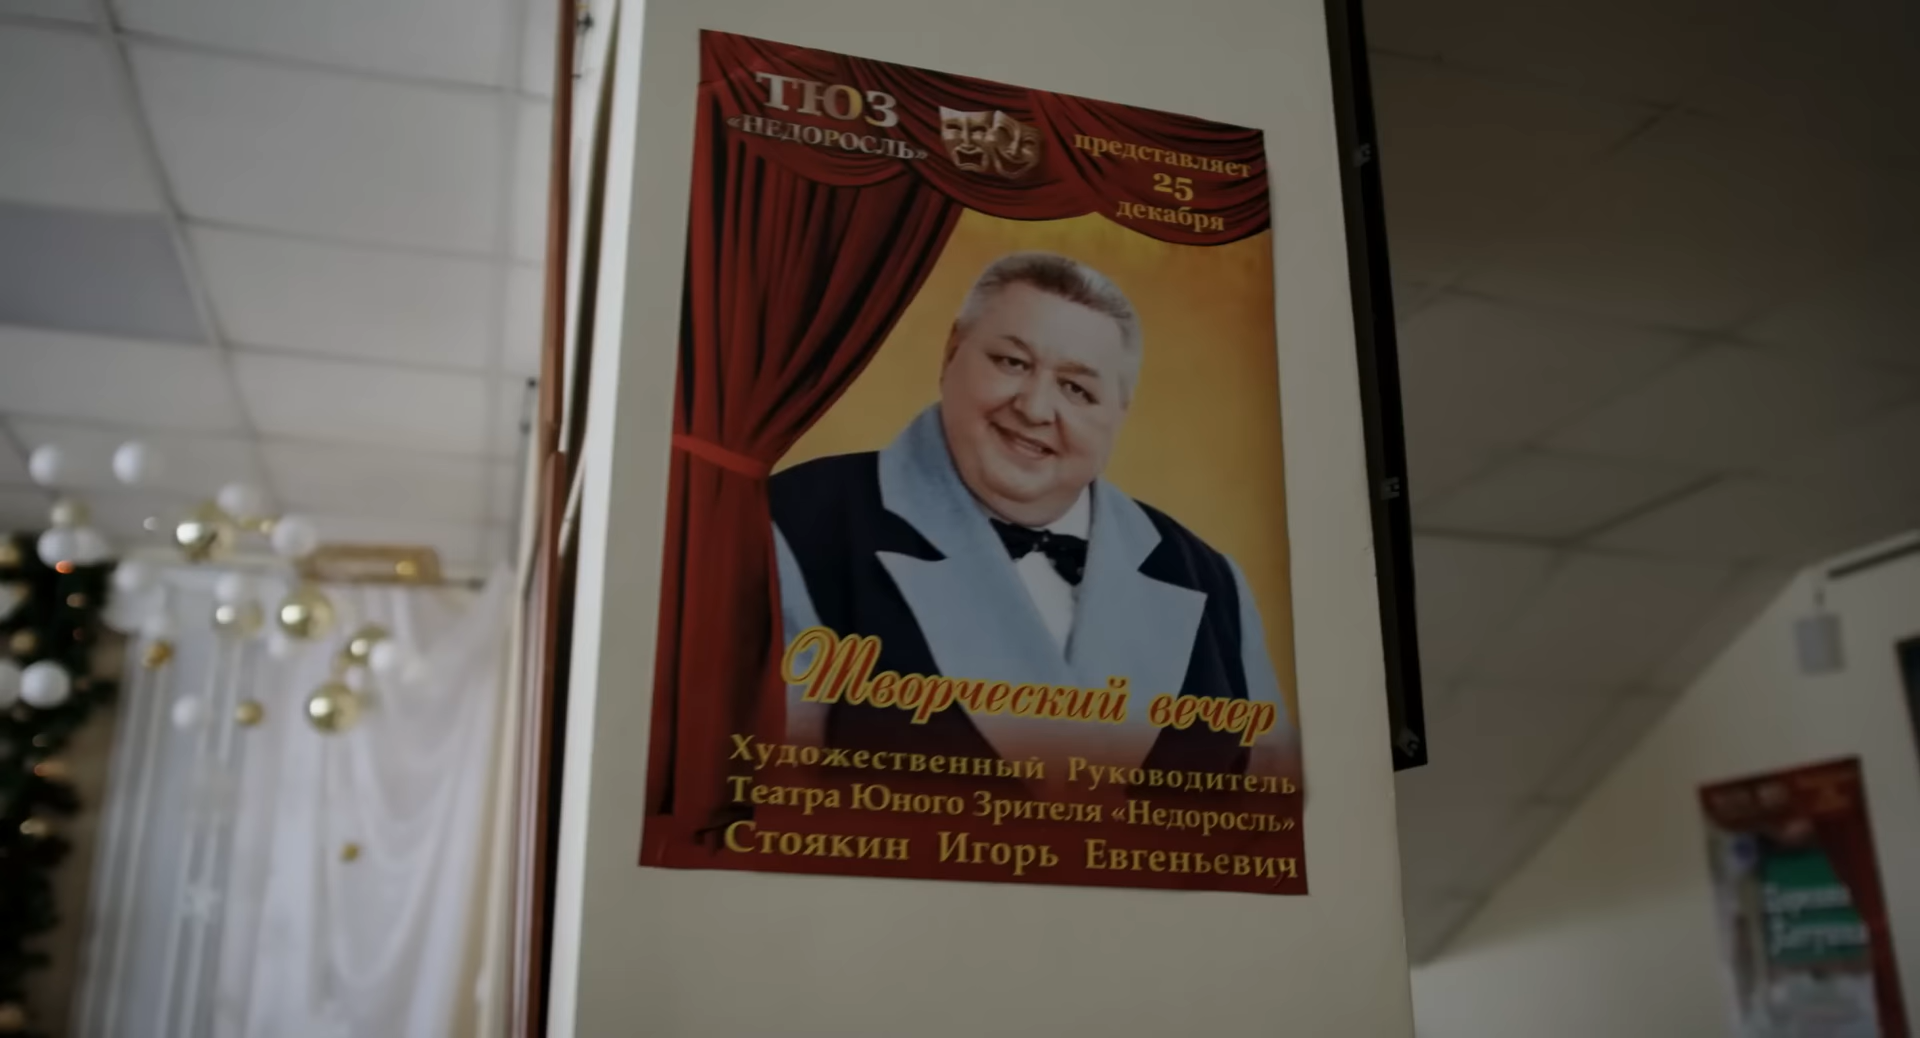 ТЮЗ
«НЕДОРОСЛЬ»
представляет
25
декабря
Творческий вечер
Художественный Руководитель
Театра Юного Зрителя «Недоросль»
Стоякин Игорь Евгеньевич